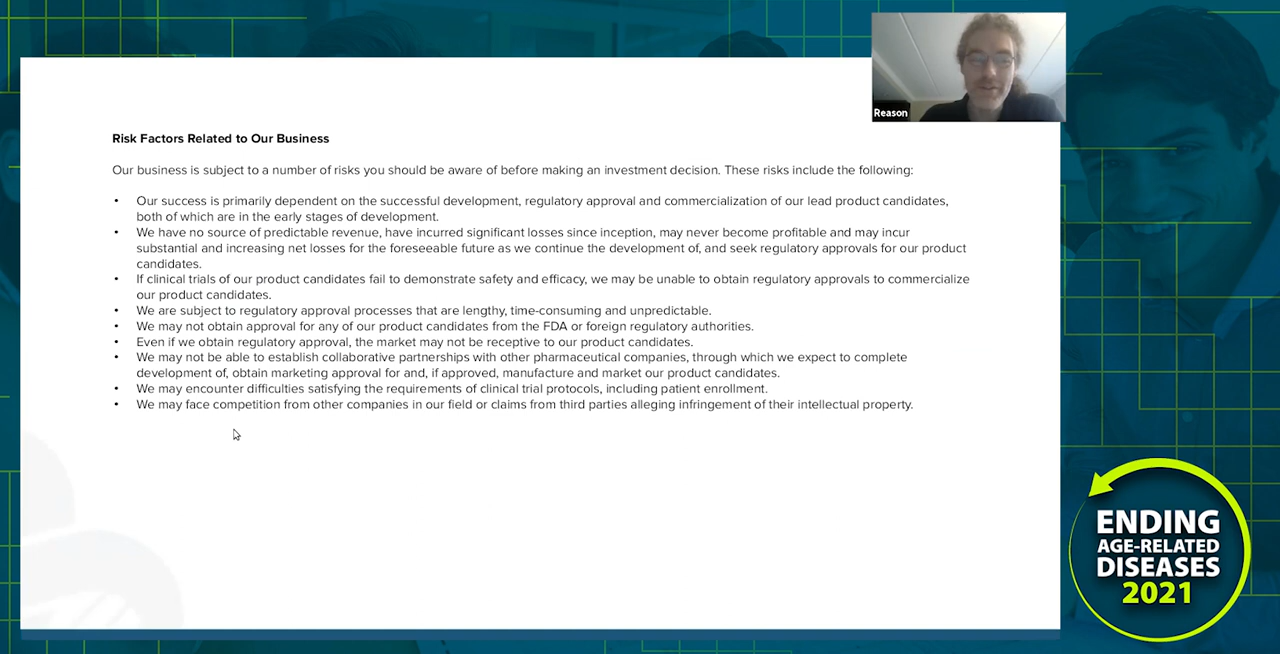 Reason
Risk Factors Related to Our Business
Our business is subject to a number of risks you should be aware of before making an investment decision. These risks include the following:
• Our success is primarily dependent on the successful development, regulatory approval and commercialization of our lead product candidates,
both of which are in the early stages of development.
• We have no source of predictable revenue, have incurred significant losses since inception, may never become profitable and may incur
substantial and increasing net losses for the foreseeable future as we continue the development of, and seek regulatory approvals for our product
candidates.
• If clinical trials of our product candidates fail to demonstrate safety and efficacy, we may be unable to obtain regulatory approvals to commercialize
our product candidates.
• We are subject to regulatory approval processes that are lengthy, time-consuming and unpredictable.
• We may not obtain approval for any of our product candidates from the FDA or foreign regulatory authorities.
• Even if we obtain regulatory approval, the market may not be receptive to our product candidates.
• We may not be able to establish collaborative partnerships with other pharmaceutical companies, through which we expect to complete
development of, obtain marketing approval for and, if approved, manufacture and market our product candidates.
• We may encounter difficulties satisfying the requirements of clinical trial protocols, including patient enrollment.
• We may face competition from other companies in our field or claims from third parties alleging infringement of their intellectual property.
ENDING
AGE-RELATED
DISEASES
2021